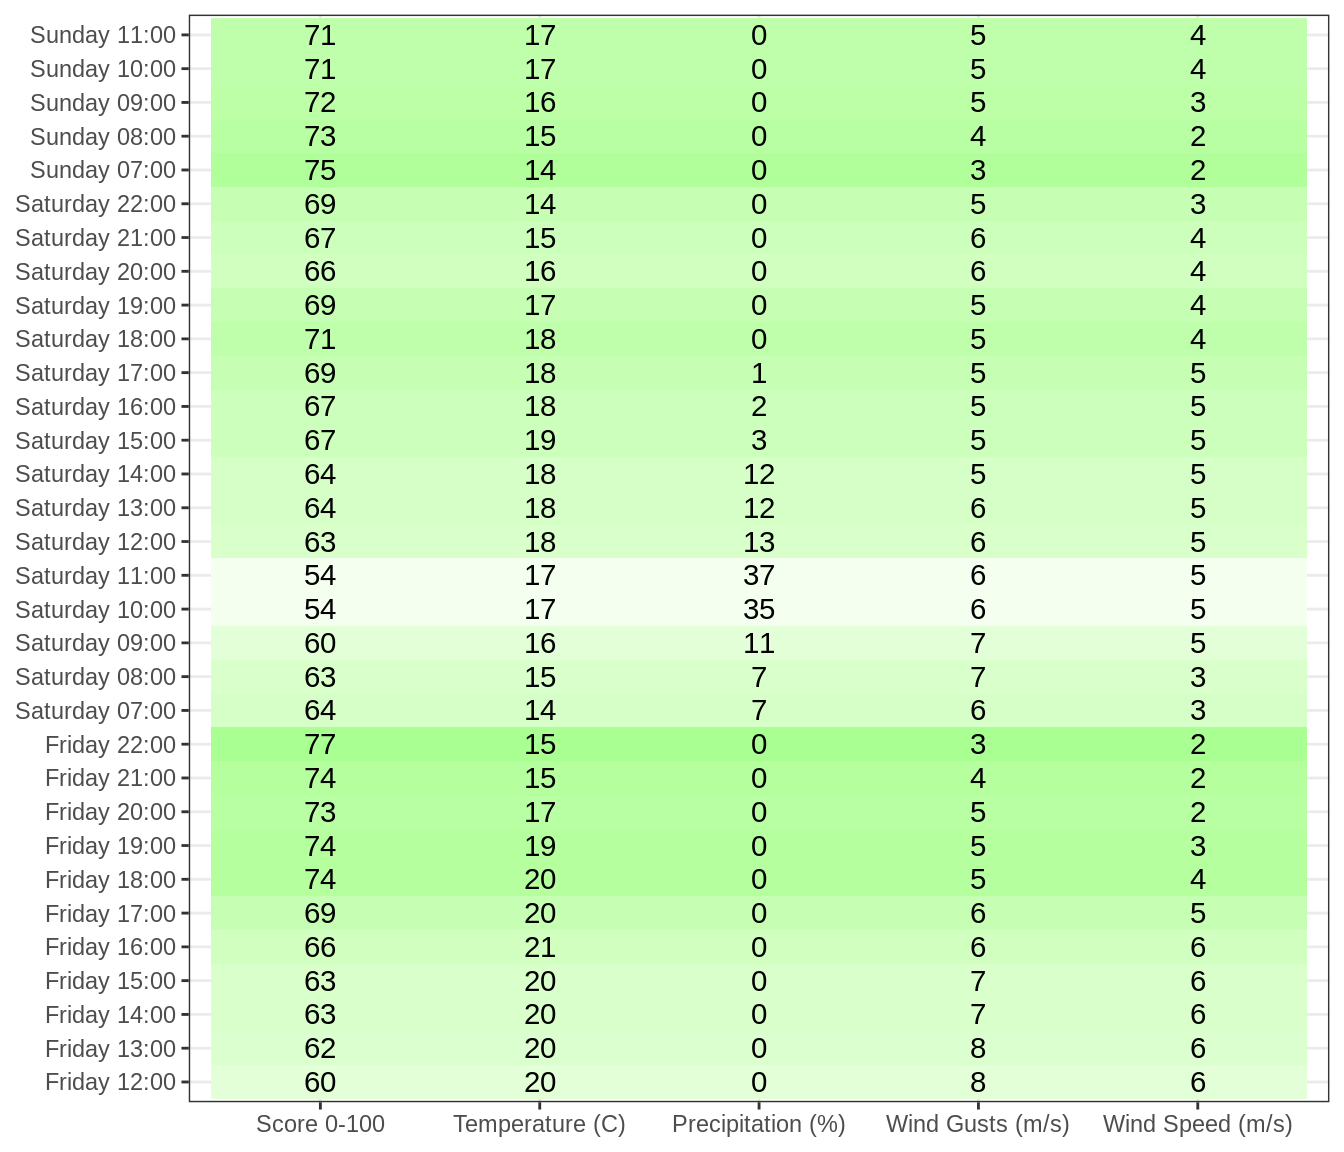 Sunday 11:00 71 17 0 5 4
Sunday 10:00 71 17 0 5 4
Sunday 09:00 72 16 0 5 3
Sunday 08:00 73 15 0 4 2
Sunday 07:00 75 14 0 3 2
Saturday 22:00 69 14 0 5 3
Saturday 21:00 67 15 0 6 4
Saturday 20:00 66 16 0 6 4
Saturday 19:00 69 17 0 5 4
Saturday 18:00 71 18 0 5 4
Saturday 17:00 69 18 1 5 5
Saturday 16:00 67 18 2 5 5
Saturday 15:00 67 19 3 5 5
Saturday 14:00 64 18 12 5 5
Saturday 13:00 64 18 12 6 5
Saturday 12:00 63 18 13 6 5
Saturday 11:00 54 17 37 6 5
Saturday 10:00 54 17 35 6 5
Saturday 09:00 60 16 11 7 5
Saturday 08:00 63 15 7 7 3
Saturday 07:00 64 14 7 6 3
Friday 22:00 77 15 0 3 2
Friday 21:00 74 15 0 4 2
Friday 20:00 73 17 0 5 2
Friday 19:00 74 19 0 5 3
Friday 18:00 74 20 0 5 4
Friday 17:00 69 20 0 6 5
Friday 16:00 66 21 0 6 6
Friday 15:00 63 20 0 7 6
Friday 14:00 63 20 0 7 6
Friday 13:00 62 20 0 8 6
Friday 12:00 60 20 0 8 6
Score 0-100 Temperature (C) Precipitation (%) Wind Gusts (m/s) Wind Speed (m/s)